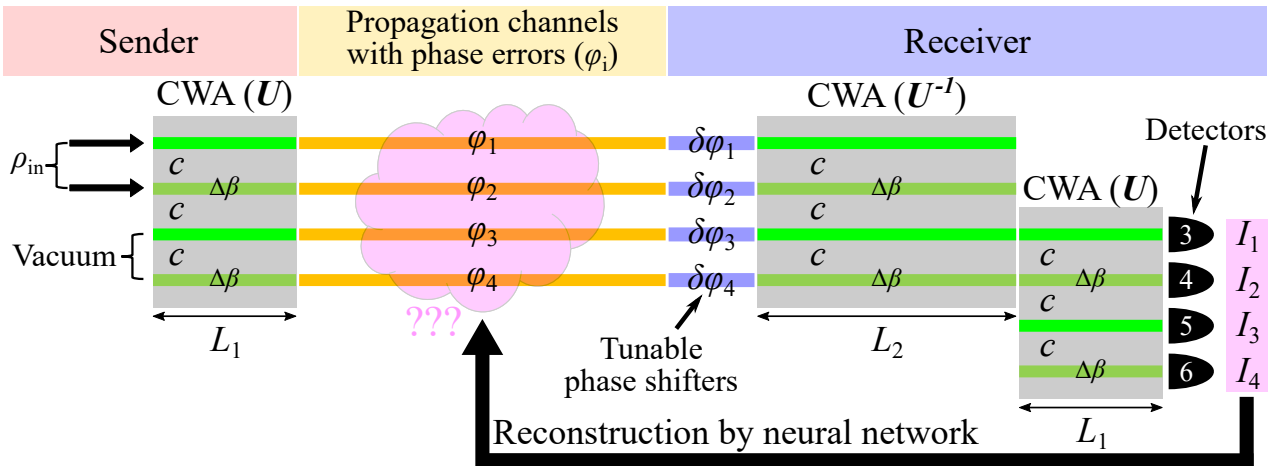 Sender
Propagation channels
with phase errors (φi)
Receiver
CWA (U)
CWA (U⁻¹)
Detectors
ρin
Vacuum
c
Δβ
c
c
Δβ
φ1
φ2
φ3
φ4
???
δφ1
δφ2
δφ3
δφ4
c
Δβ
c
c
Δβ
CWA (U)
c
Δβ
c
c
Δβ
3
4
5
6
I1
I2
I3
I4
L1
Tunable
phase shifters
L2
L1
Reconstruction by neural network